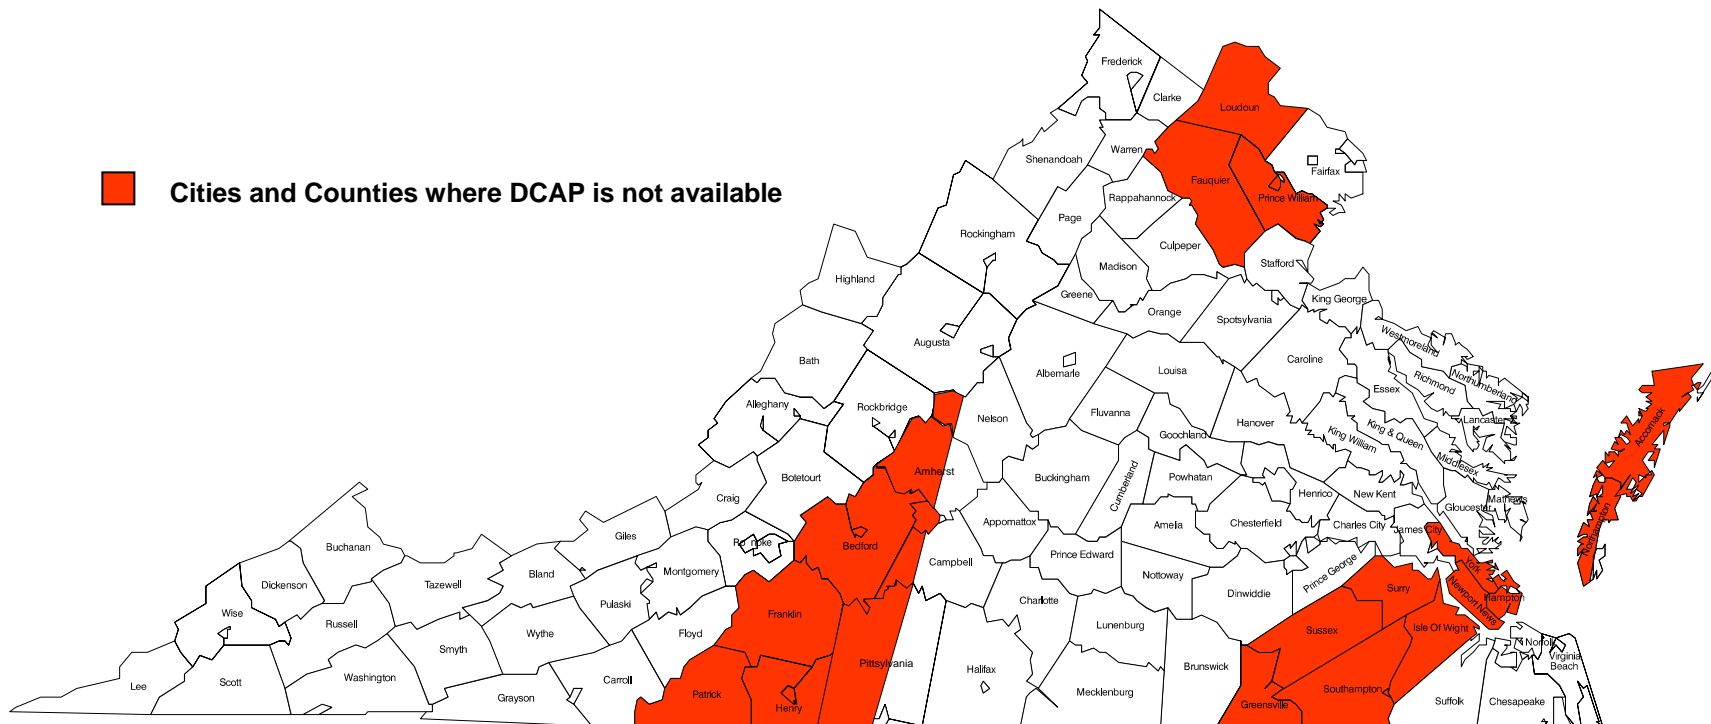 Frederick
Clarke
Loudoun
Warren
Shenandoah
Fairfax
Fauquier
Cities and Counties where DCAP is not available
Rappahannock
Prince William
Page
Rockingham
Culpeper
Madison
Stafford
Highland
Greene
King George
Orange
Spotsylvania
Westmoreland
Augusta
Bath
Caroline
Albemarle
Louisa
Richmond
Northumberland
Essex
Alleghany
Rockbridge
Nelson
Fluvanna
Hanover
Lancaster
Accomack
Goochland
King & Queen
King William
Middlesex
Amherst
Botetourt
Buckingham
Cumberland
Powhatan
Henrico
New Kent
Craig
Mathews
Gloucester
Appomattox
Amelia
Chesterfield
Charles City
James City
Northampton
Giles
Roanoke
Bedford
Buchanan
Prince Edward
Campbell
York
Prince George
Bland
Montgomery
Nottoway
Dickenson
Tazewell
Dinwiddie
Surry
Newport News
Hampton
Pulaski
Charlotte
Wise
Franklin
Russell
Lunenburg
Sussex
Isle Of Wight
Wythe
Floyd
Norfolk
Smyth
Virginia
Beach
Pittsylvania
Halifax
Brunswick
Washington
Carroll
Scott
Lee
Patrick
Mecklenburg
Southampton
Grayson
Henry
Greensville
Suffolk
Chesapeake